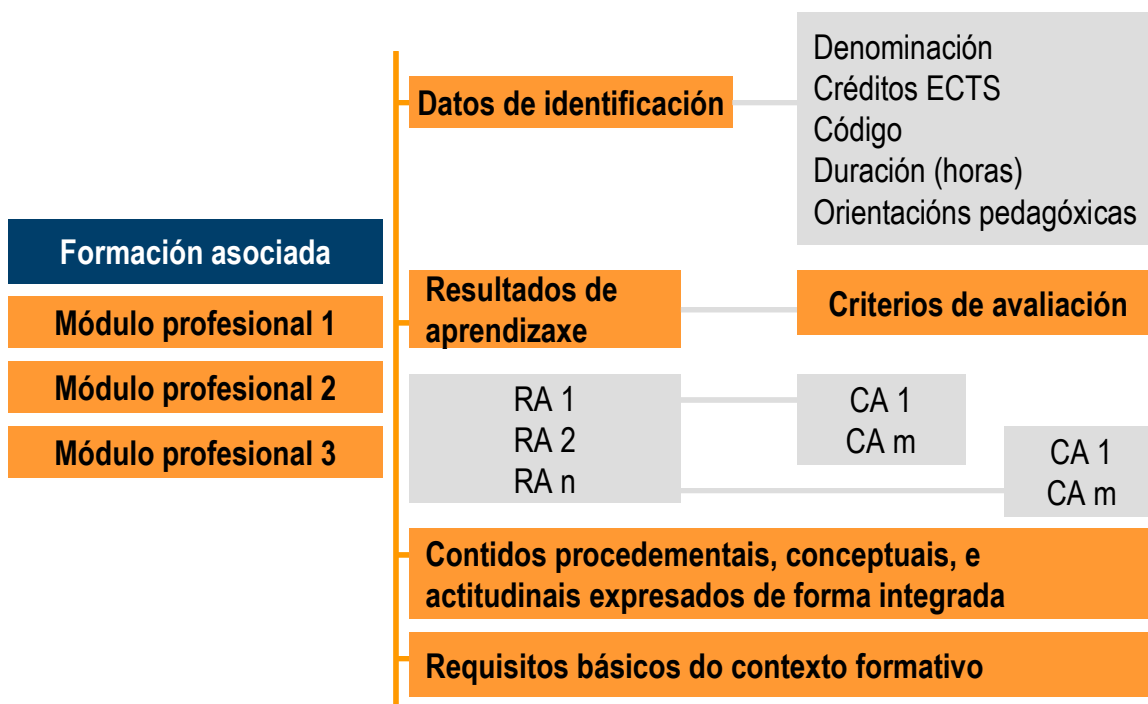 Formación asociada
Módulo profesional 1
Módulo profesional 2
Módulo profesional 3
Datos de identificación
Denominación
Créditos ECTS
Código
Duración (horas)
Orientacións pedagóxicas
Resultados de
aprendizaxe
Criterios de avaliación
RA 1
RA 2
RA n
CA 1
CA m
CA 1
CA m
Contidos procedementais, conceptuais, e
actitudinais expresados de forma integrada
Requisitos básicos do contexto formativo